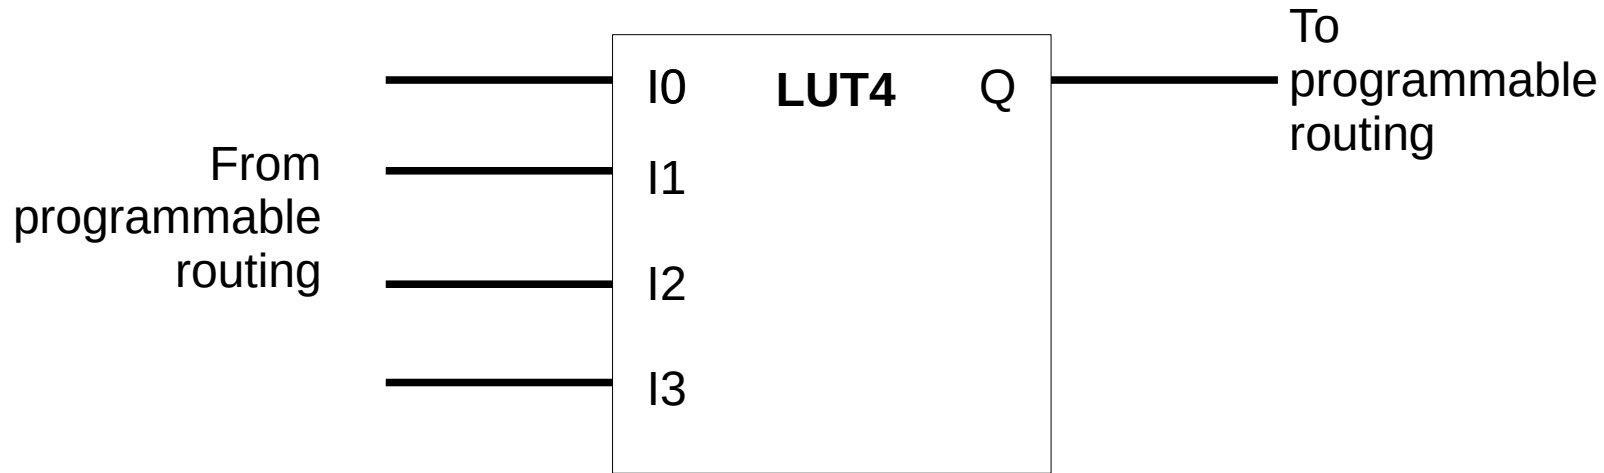 From
programmable
routing
I0
I1
I2
I3
LUT4
Q
To
programmable
routing